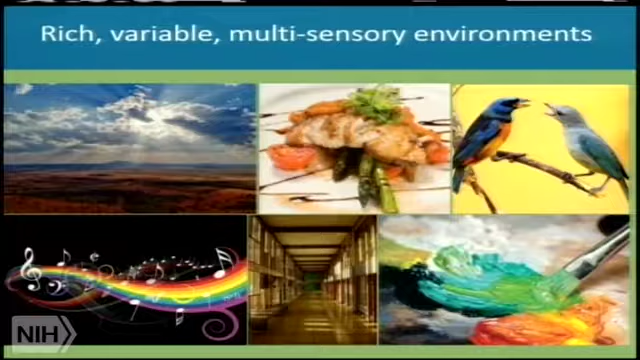 Rich, variable, multi-sensory environments
NIH